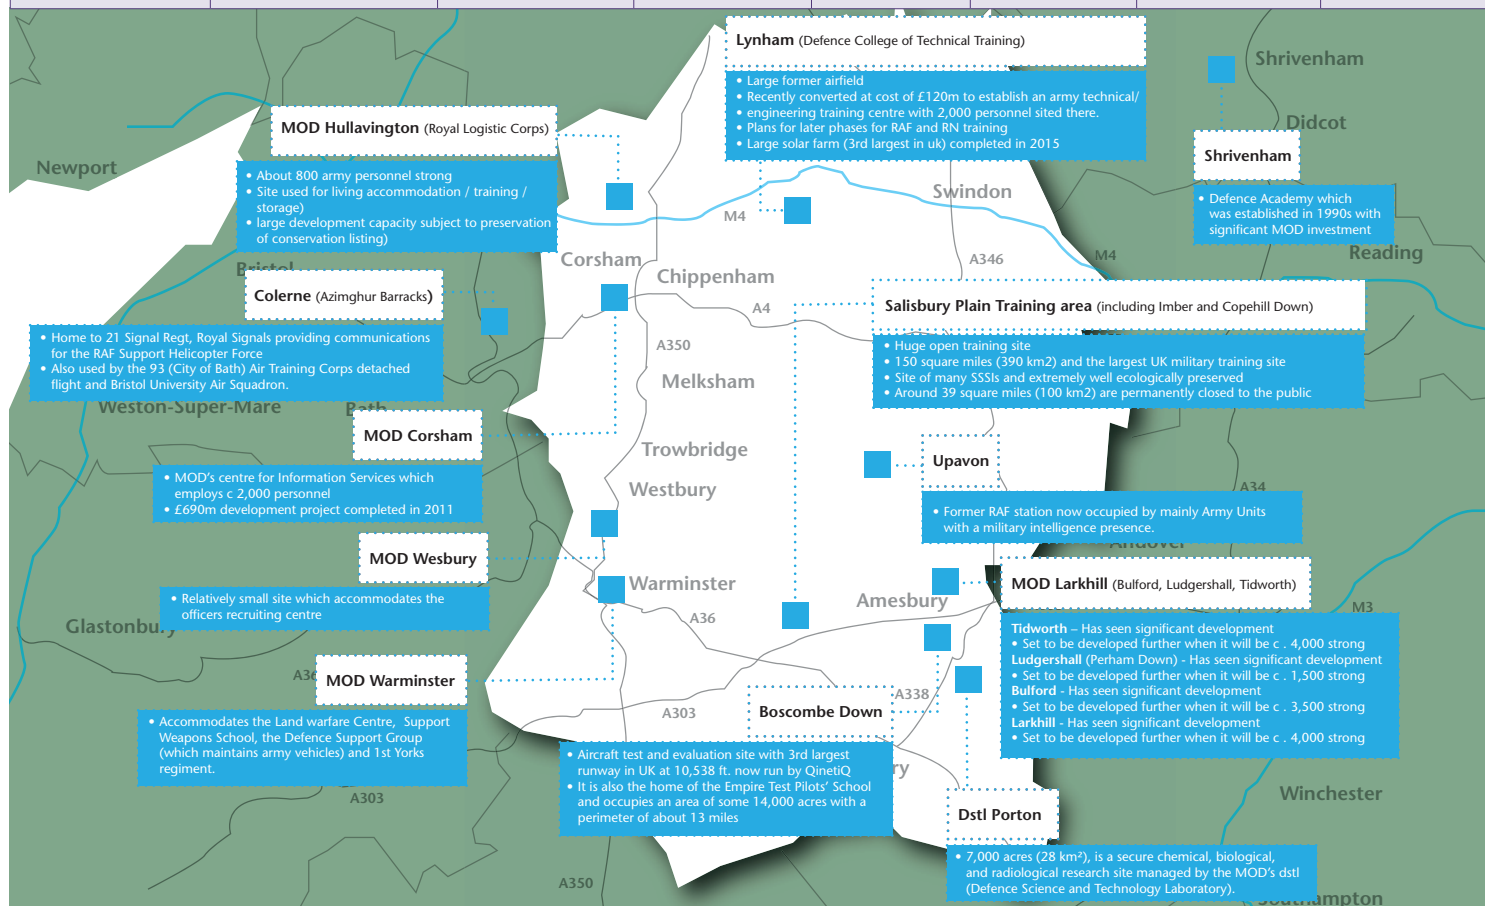 Lynham (Defence College of Technical Training)
• Large former airfield
• Recently converted at cost of £120m to establish an army technical/
• engineering training centre with 2,000 personnel sited there.
• Plans for later phases for RAF and RN training
• Large solar farm (3rd largest in uk) completed in 2015
Shrivenham
Didcot
Shrivenham
• Defence Academy which
was established in 1990s with
significant MOD investment
Reading
MOD Hullavington (Royal Logistic Corps)
• About 800 army personnel strong
• Site used for living accommodation / training /
storage)
• large development capacity subject to preservation
of conservation listing)
Newport
Swindon
M4
A346
M4
Bristol
Corsham
Chippenham
A4
Colerne (Azimghur Barracks)
• Home to 21 Signal Regt, Royal Signals providing communications
for the RAF Support Helicopter Force
• Also used by the 93 (City of Bath) Air Training Corps detached
flight and Bristol University Air Squadron.
Salisbury Plain Training area (including Imber and Copehill Down)
• Huge open training site
• 150 square miles (390 km2) and the largest UK military training site
• Site of many SSSIs and extremely well ecologically preserved
• Around 39 square miles (100 km2) are permanently closed to the public
A350
Melksham
Weston-Super-Mare
Bath
MOD Corsham
• MOD's centre for Information Services which
employs c 2,000 personnel
• £690m development project completed in 2011
Trowbridge
Westbury
Upavon
• Former RAF station now occupied by mainly Army Units
with a military intelligence presence.
A34
Andover
MOD Wesbury
• Relatively small site which accommodates the
officers recruiting centre
Warminster
Amesbury
A36
Glastonbury
MOD Larkhill (Bulford, Ludgershall, Tidworth)
Tidworth – Has seen significant development
• Set to be developed further when it will be c . 4,000 strong
Ludgershall (Perham Down) - Has seen significant development
• Set to be developed further when it will be c . 1,500 strong
Bulford - Has seen significant development
• Set to be developed further when it will be c . 3,500 strong
Larkhill - Has seen significant development
• Set to be developed further when it will be c . 4,000 strong
M3
MOD Warminster
• Accommodates the Land warfare Centre, Support
Weapons School, the Defence Support Group
(which maintains army vehicles) and 1st Yorks
regiment.
A303
A338
A303
Boscombe Down
• Aircraft test and evaluation site with 3rd largest
runway in UK at 10,538 ft. now run by QinetiQ
• It is also the home of the Empire Test Pilots' School
and occupies an area of some 14,000 acres with a
perimeter of about 13 miles
ry
Winchester
Dstl Porton
• 7,000 acres (28 km²), is a secure chemical, biological,
and radiological research site managed by the MOD's dstl
(Defence Science and Technology Laboratory).
A350
Southampton